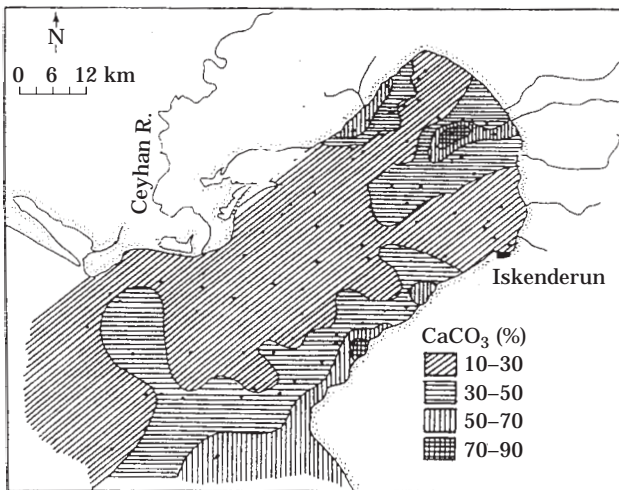 N
0 6 12 km
Ceyhan R.
Iskenderun
CaCO₃ (%)
10–30
30–50
50–70
70–90